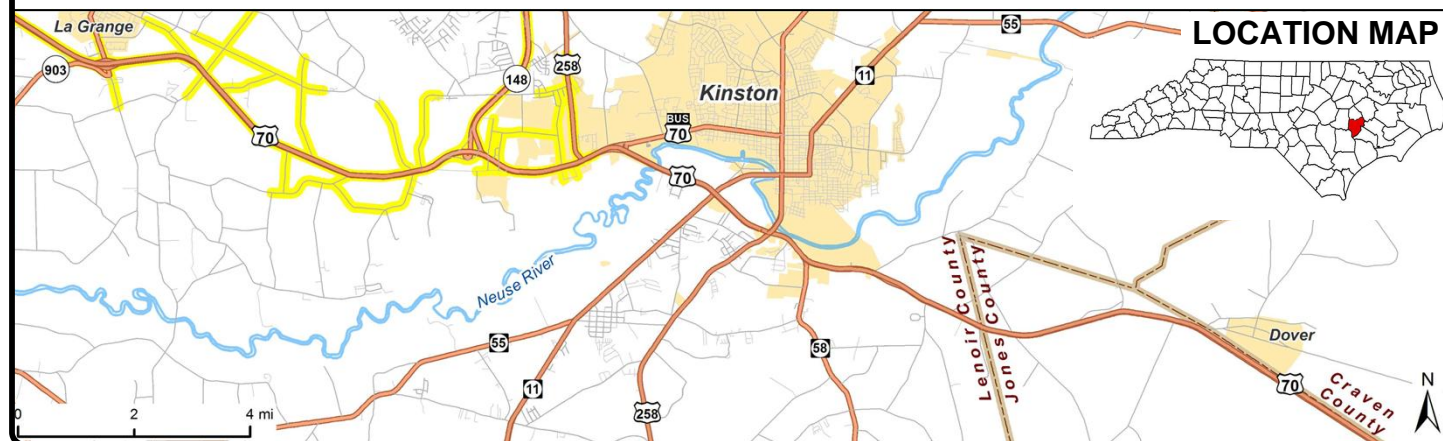 La Grange
55
LOCATION MAP
903
148
258
11
Kinston
70
BUS
70
70
Neuse River
Lenoir County
Jones County
55
58
Dover
11
258
70
Craven
County
N
0 2 4 mi